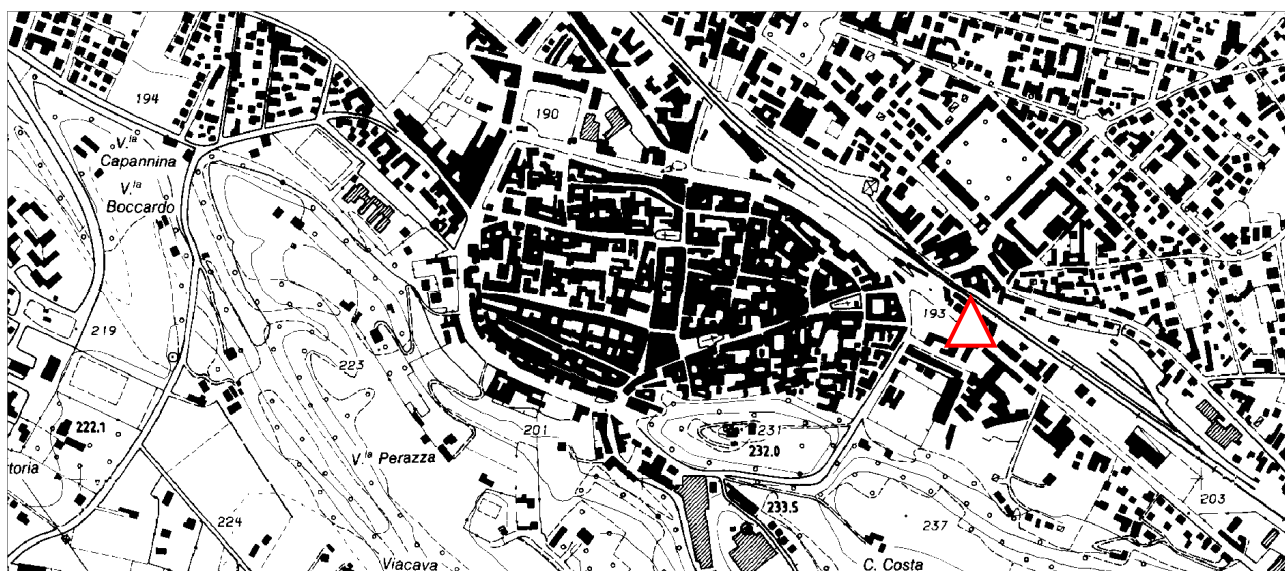 194
190
V.la
Capannina
V.la
Boccardo
193
219
223
222.1
201
231
232.0
toria
V.la Perazza
203
233.5
224
237
Viacava
C. Costa